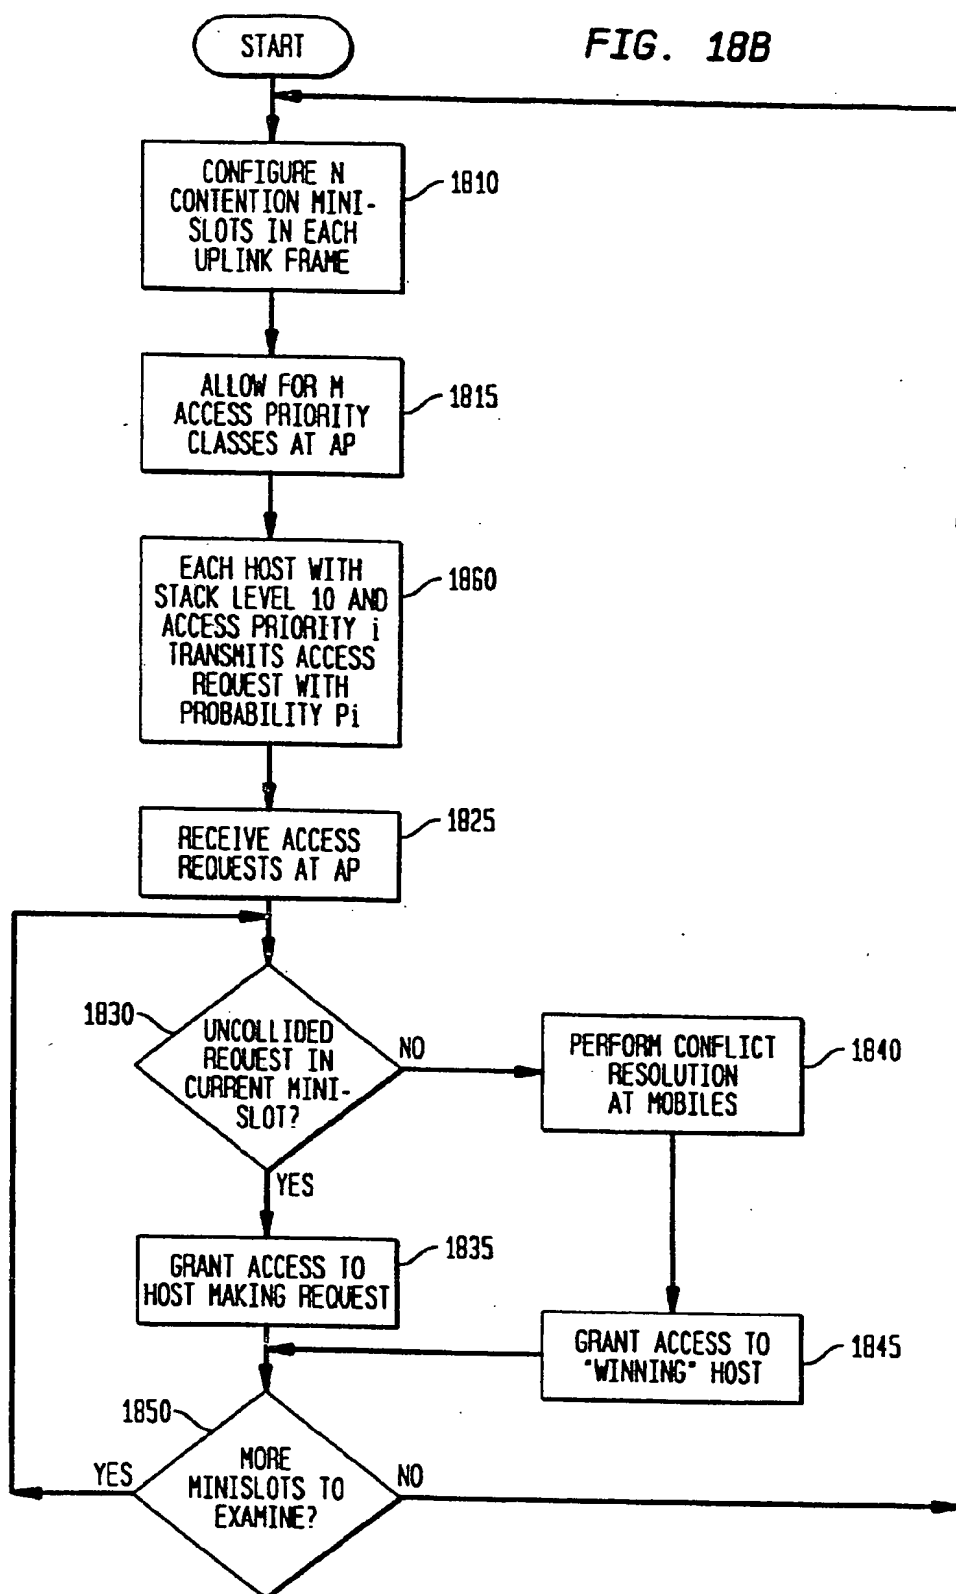 START
FIG. 18B
CONFIGURE N
CONTENTION MINI-
SLOTS IN EACH
UPLINK FRAME
1810
ALLOW FOR M
ACCESS PRIORITY
CLASSES AT AP
1815
EACH HOST WITH
STACK LEVEL 10 AND
ACCESS PRIORITY i
TRANSMITS ACCESS
REQUEST WITH
PROBABILITY Pi
1860
RECEIVE ACCESS
REQUESTS AT AP
1825
1830
UNCOLLIDED
REQUEST IN
CURRENT MINI-
SLOT?
NO
YES
PERFORM CONFLICT
RESOLUTION
AT MOBILES
1840
GRANT ACCESS TO
HOST MAKING REQUEST
1835
GRANT ACCESS TO
"WINNING" HOST
1845
1850
MORE
MINISLOTS TO
EXAMINE?
YES
NO